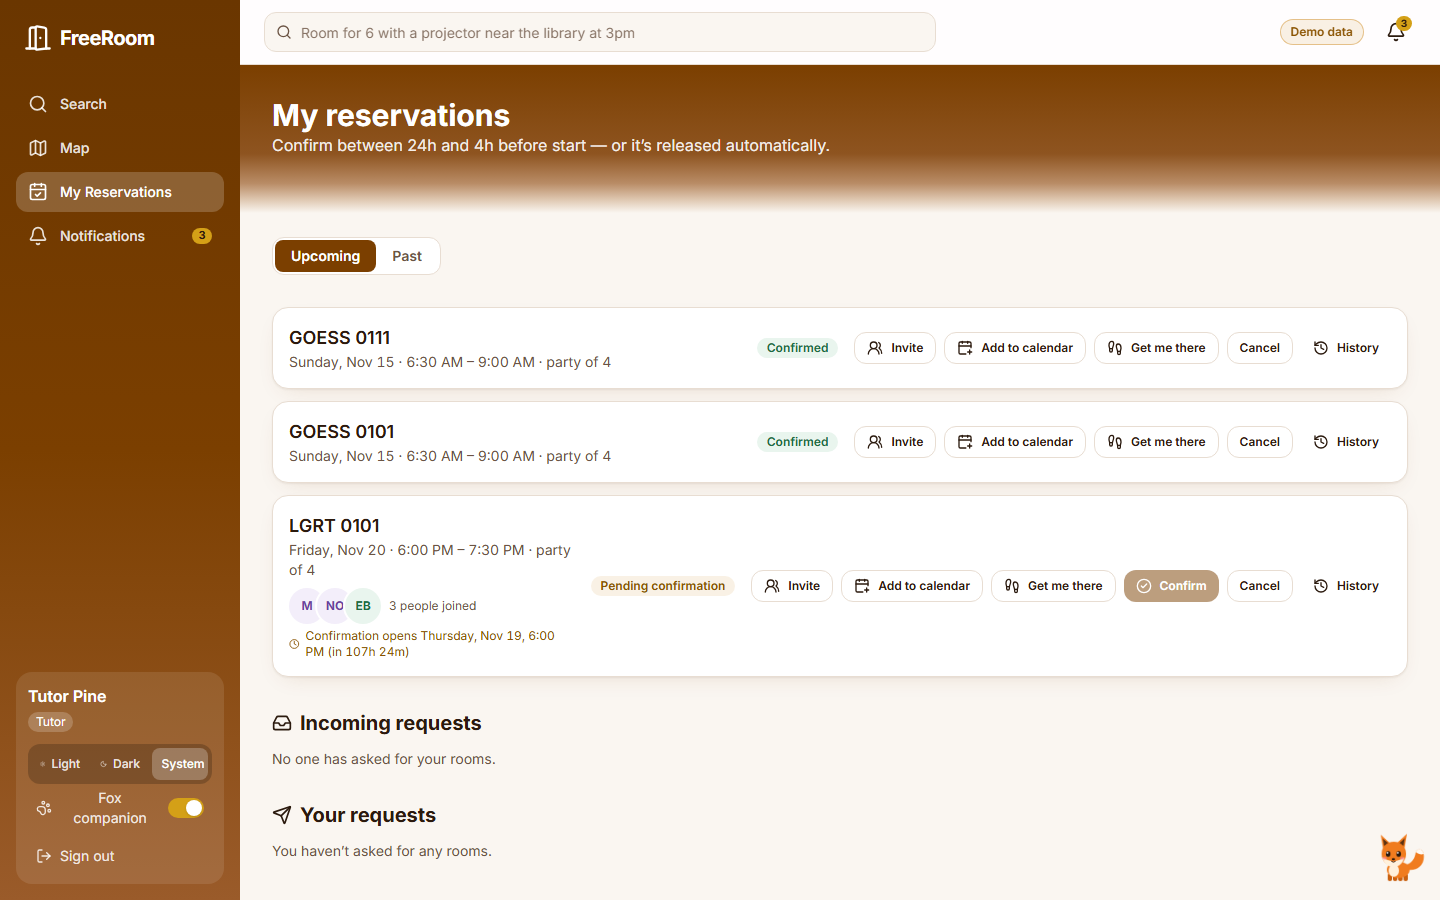 FreeRoom
Room for 6 with a projector near the library at 3pm
Demo data
3
Search
Map
My Reservations
Notifications
3
My reservations
Confirm between 24h and 4h before start — or it's released automatically.
Upcoming
Past
GOESS 0111
Sunday, Nov 15 · 6:30 AM – 9:00 AM · party of 4
Confirmed
Invite
Add to calendar
Get me there
Cancel
History
GOESS 0101
Sunday, Nov 15 · 6:30 AM – 9:00 AM · party of 4
Confirmed
Invite
Add to calendar
Get me there
Cancel
History
LGRT 0101
Friday, Nov 20 · 6:00 PM – 7:30 PM · party
of 4
M
NO
EB
3 people joined
Confirmation opens Thursday, Nov 19, 6:00
PM (in 107h 24m)
Pending confirmation
Invite
Add to calendar
Get me there
Confirm
Cancel
History
Incoming requests
No one has asked for your rooms.
Your requests
You haven't asked for any rooms.
Tutor Pine
Tutor
Light
Dark
System
Fox
companion
Sign out